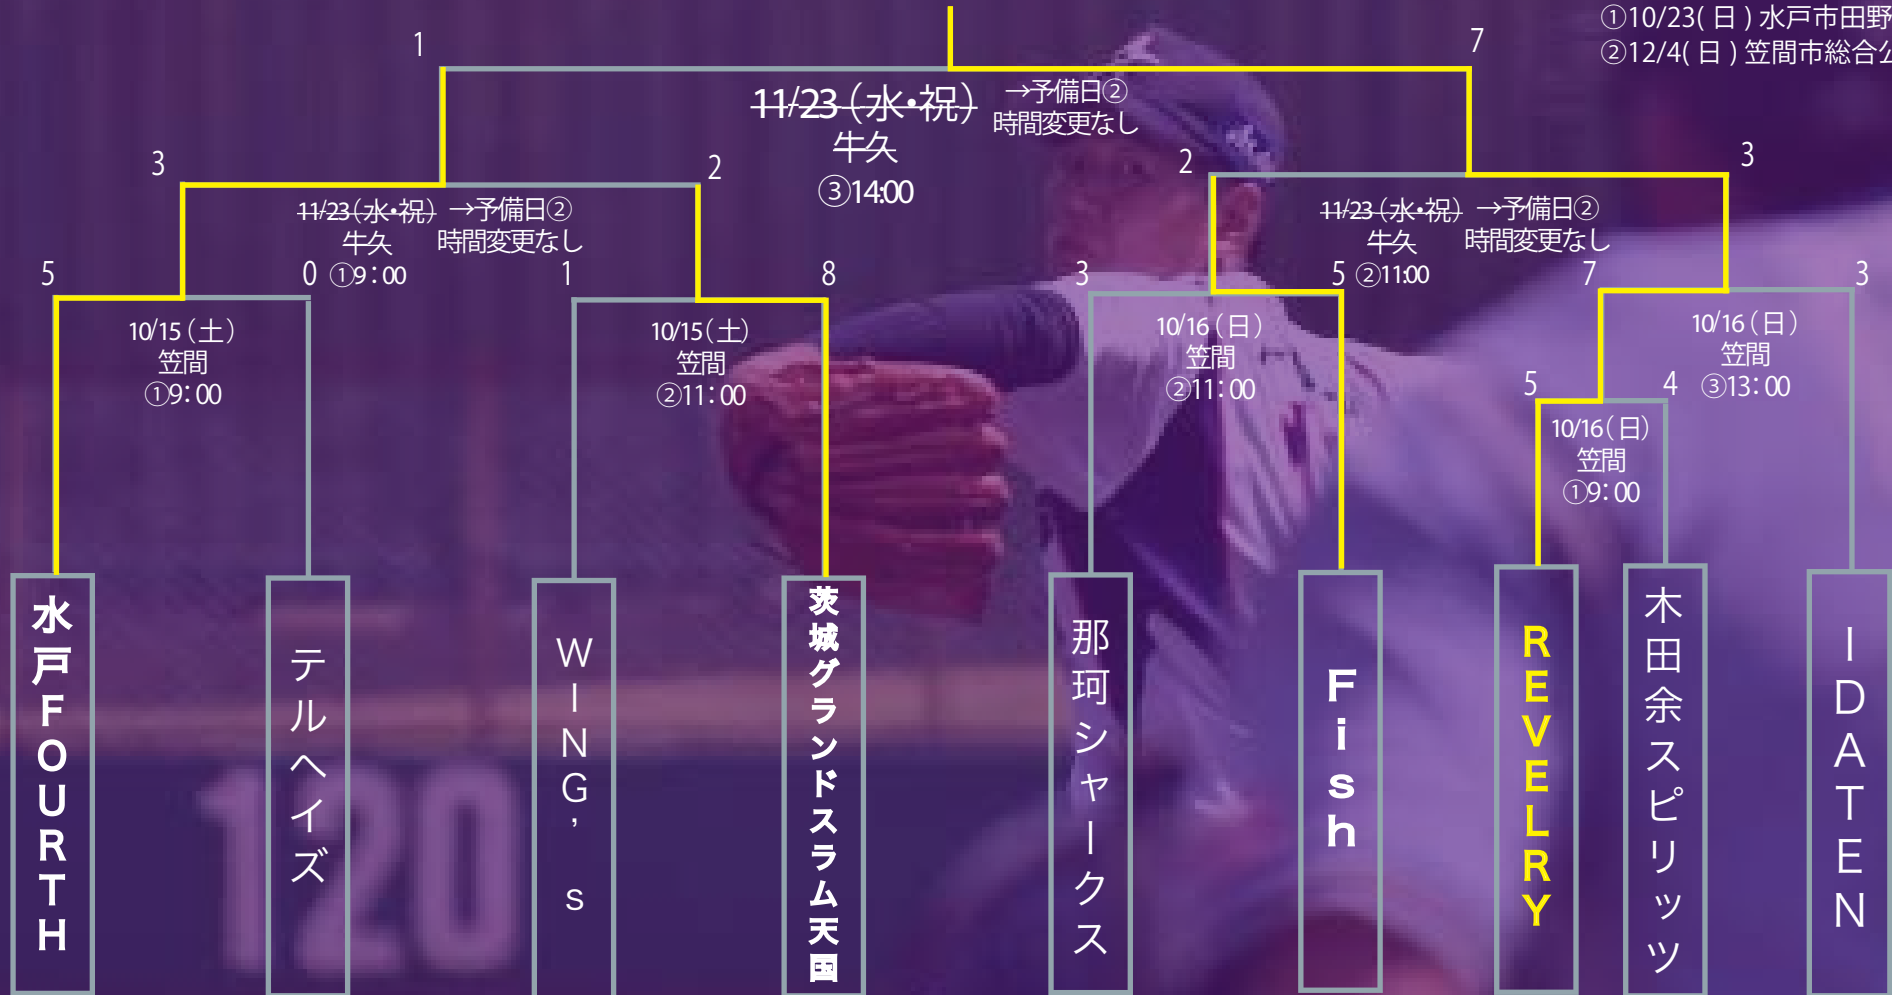 ①10/23(日)水戸市田野
②12/4(日)笠間市総合公
1
7
11/23(水・祝)
牛久
③14:00
→予備日②
時間変更なし
3
2
11/23(水・祝)
牛久
①9:00
→予備日②
時間変更なし
2
3
11/23(水・祝)
牛久
②11:00
→予備日②
時間変更なし
5
0
10/15(土)
笠間
①9:00
1
8
10/15(土)
笠間
②11:00
3
5
10/16(日)
笠間
②11:00
7
3
10/16(日)
笠間
③13:00
5
4
10/16(日)
笠間
①9:00
水戸FOURTH
テルヘイズ
WING's
茨城グランドスラム天国
那珂シャークス
Fish
REVELRY
木田余スピリッツ
IDATEN
120